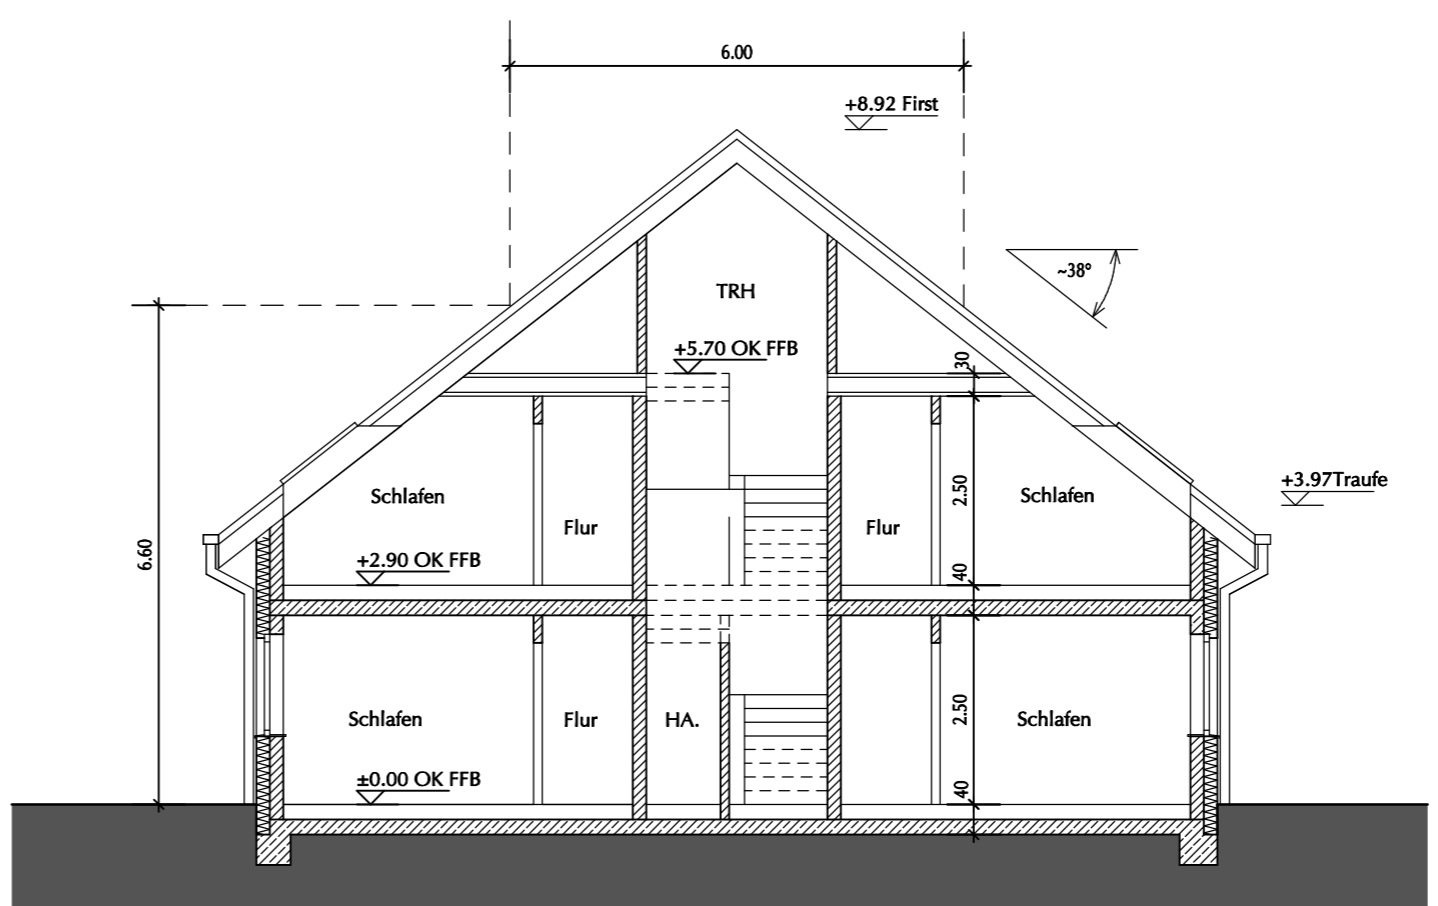 6.00
+8.92 First
~38°
TRH
+5.70 OK FFB
30
+3.97Traufe
Schlafen
2.50
Schlafen
Flur
Flur
6.60
+2.90 OK FFB
40
Schlafen
Flur
HA.
2.50
Schlafen
±0.00 OK FFB
40